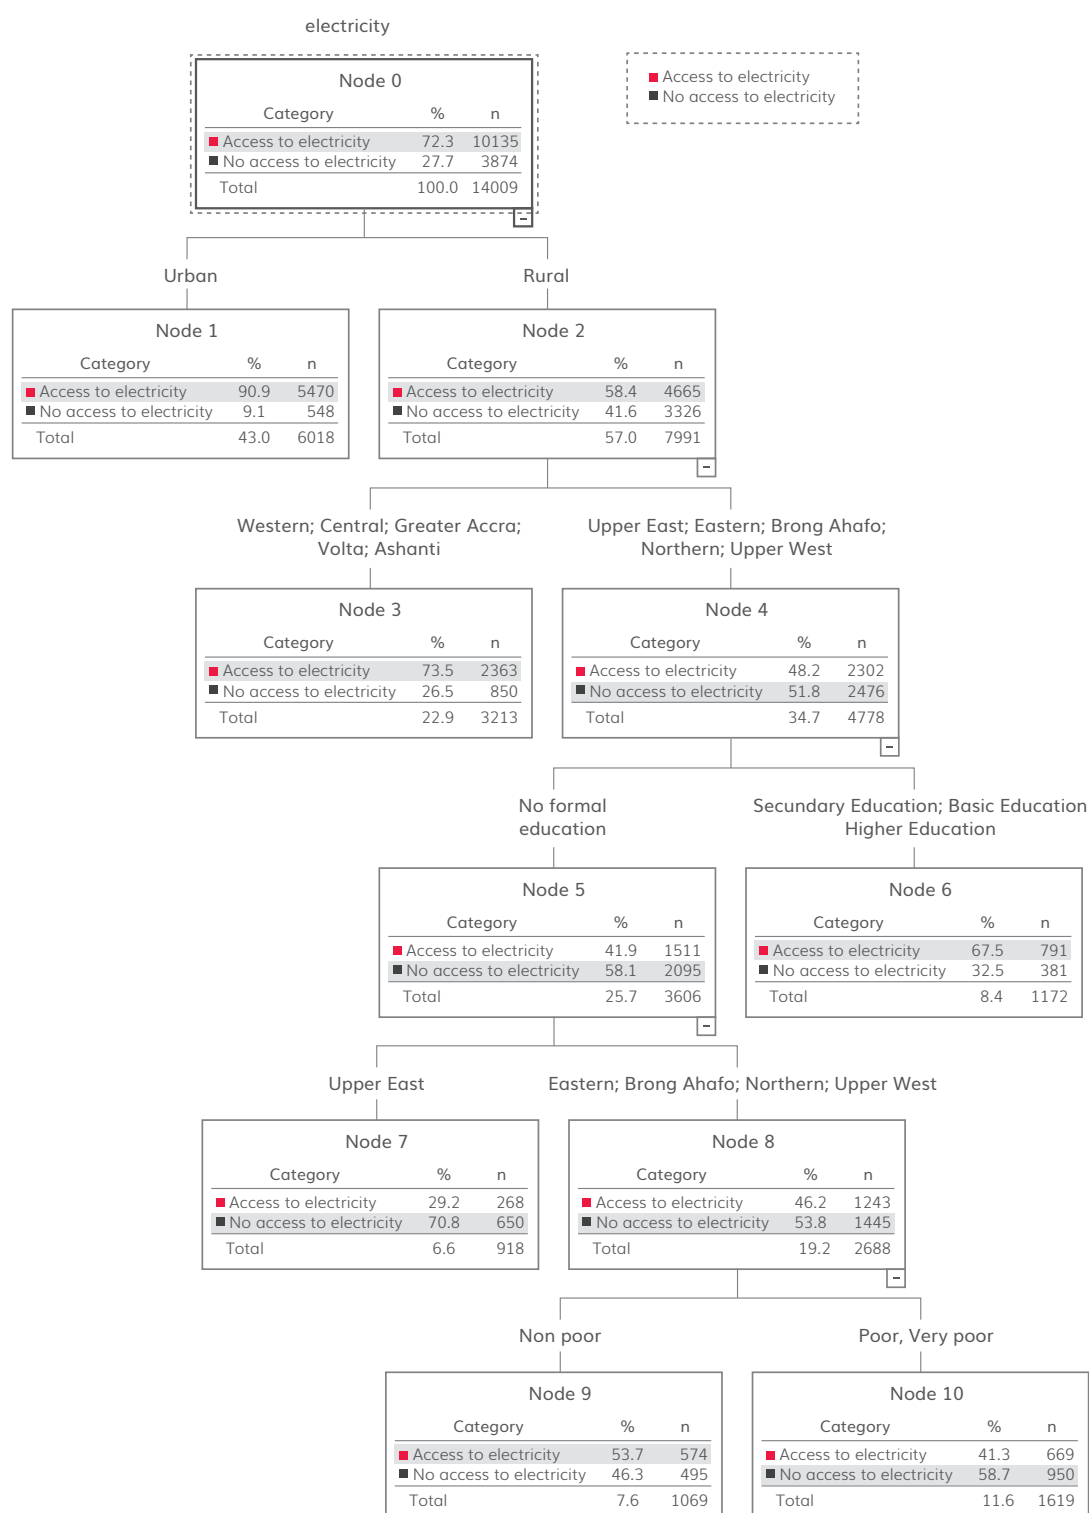 electricity
Access to electricity
No access to electricity
Node 0
Category % n
Access to electricity 72.3 10135
No access to electricity 27.7 3874
Total 100.0 14009
Urban
Rural
Node 1
Category % n
Access to electricity 90.9 5470
No access to electricity 9.1 548
Total 43.0 6018
Node 2
Category % n
Access to electricity 58.4 4665
No access to electricity 41.6 3326
Total 57.0 7991
Western; Central; Greater Accra;
Volta; Ashanti
Upper East; Eastern; Brong Ahafo;
Northern; Upper West
Node 3
Category % n
Access to electricity 73.5 2363
No access to electricity 26.5 850
Total 22.9 3213
Node 4
Category % n
Access to electricity 48.2 2302
No access to electricity 51.8 2476
Total 34.7 4778
No formal
education
Secundary Education; Basic Education
Higher Education
Node 5
Category % n
Access to electricity 41.9 1511
No access to electricity 58.1 2095
Total 25.7 3606
Node 6
Category % n
Access to electricity 67.5 791
No access to electricity 32.5 381
Total 8.4 1172
Upper East
Eastern; Brong Ahafo; Northern; Upper West
Node 7
Category % n
Access to electricity 29.2 268
No access to electricity 70.8 650
Total 6.6 918
Node 8
Category % n
Access to electricity 46.2 1243
No access to electricity 53.8 1445
Total 19.2 2688
Non poor
Poor, Very poor
Node 9
Category % n
Access to electricity 53.7 574
No access to electricity 46.3 495
Total 7.6 1069
Node 10
Category % n
Access to electricity 41.3 669
No access to electricity 58.7 950
Total 11.6 1619